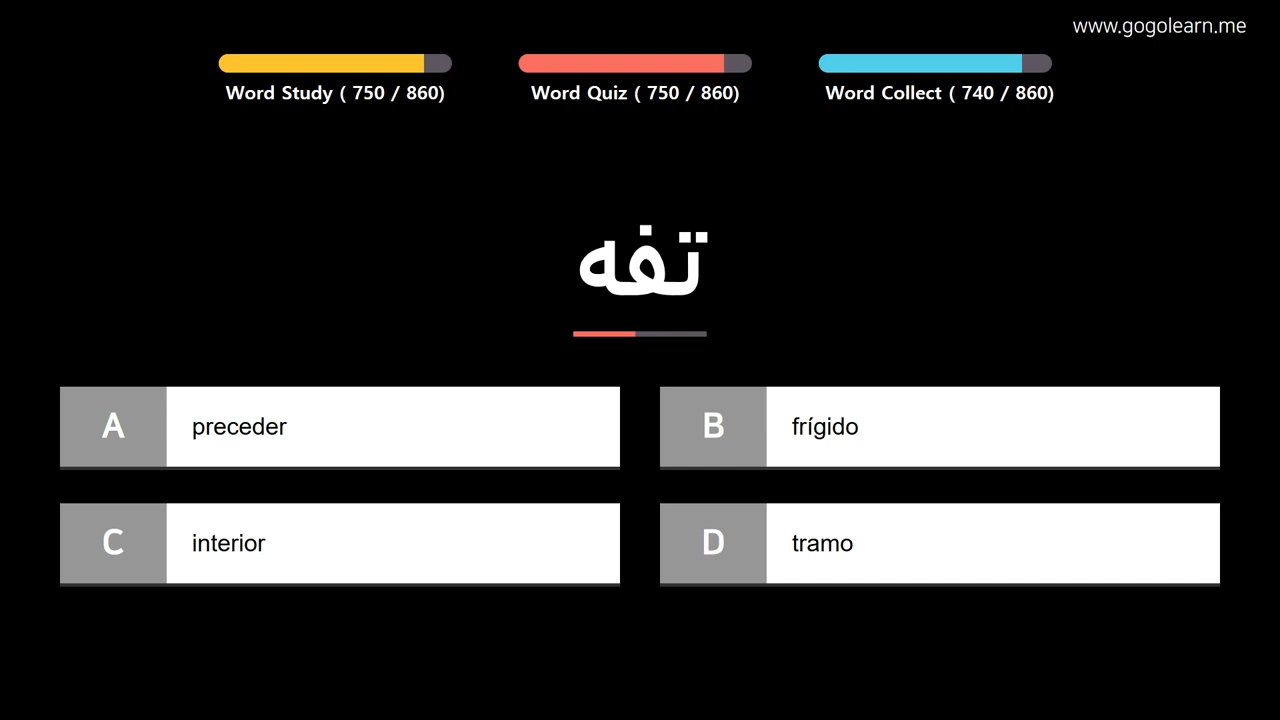 www.gogolearn.me
Word Study ( 750 / 860)
Word Quiz ( 750 / 860)
Word Collect ( 740 / 860)
تفه
A preceder
B frígido
C interior
D tramo